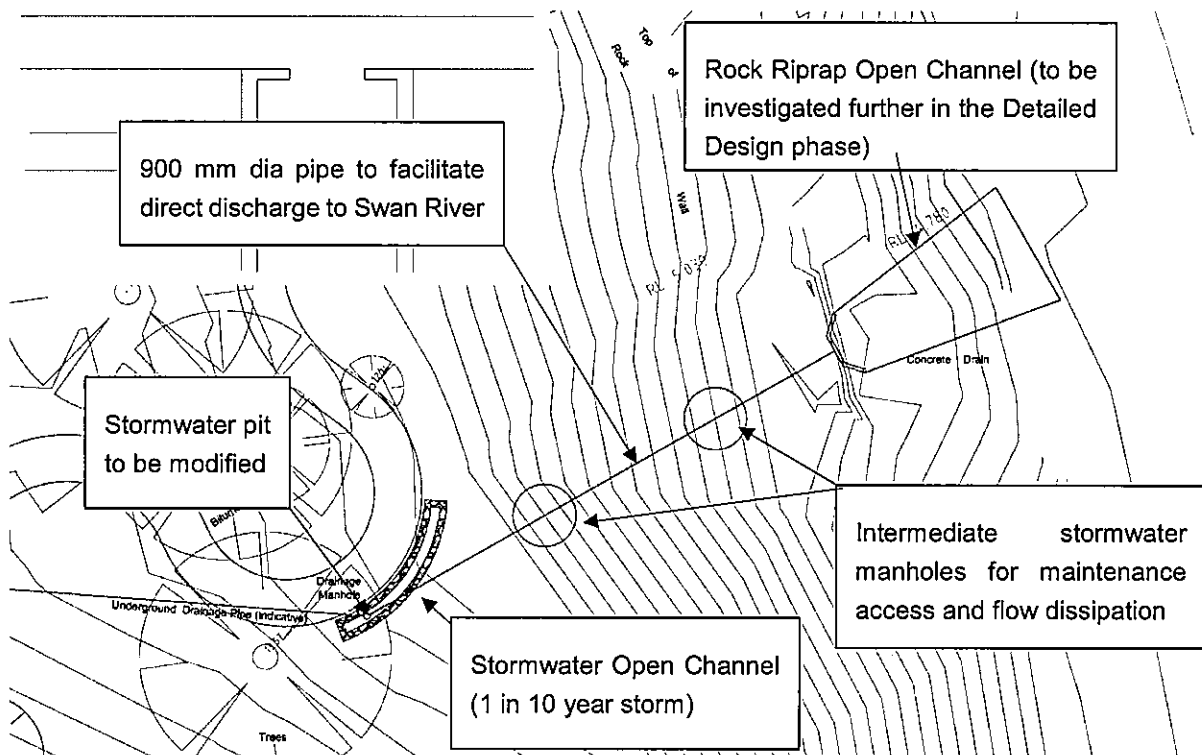 Rock
Top
Rock Riprap Open Channel (to be
investigated further in the Detailed
Design phase)
900 mm dia pipe to facilitate
direct discharge to Swan River
Wall
Stormwater pit
to be modified
Concrete Drain
Intermediate stormwater
manholes for maintenance
access and flow dissipation
Drainage
Manhole
Underground Drainage Pipe (Indicative)
Stormwater Open Channel
(1 in 10 year storm)
Trees